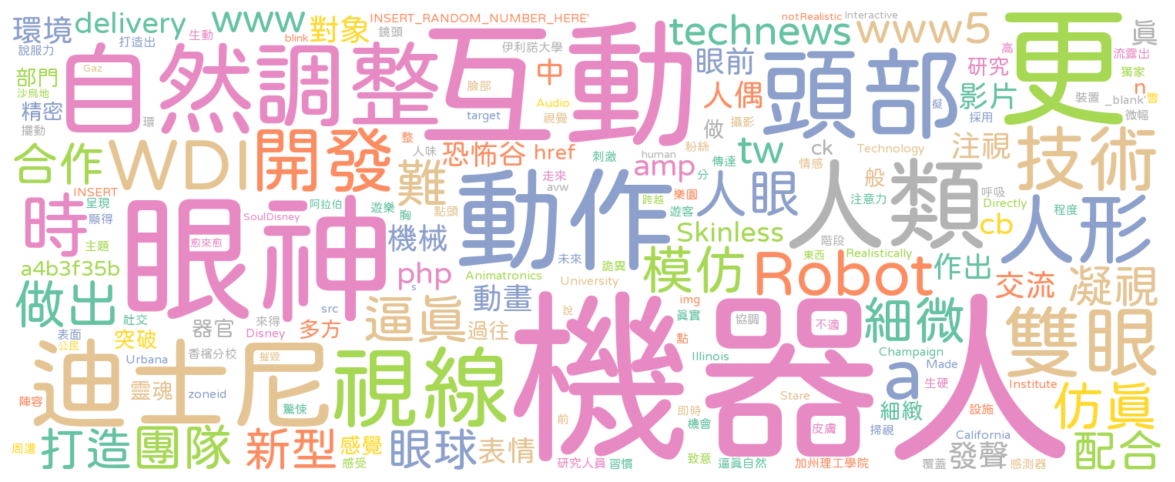 環境
delivery
www
對象
INSERT_RANDOM_NUMBER_HERE'
notRealistic
Interactive
technews
www5
更
眞
說服力
打造出
生動
blink
鏡頭
伊利諾大學
高
流露出
獨家
部門
Gaz
沙烏地
自然
調整
互動
中
眼前
頭部
研究
n
臉部
人偶
影片
裝置
_blank'
響
精密
擺動
環
Audio
target
視覺
做
攝影
擬
採用
微幅
合作
WDI
開發
整
人味
難
恐怖谷
href
刺激
粉絲
傳達
human
tw
ck
Technology
注視
技術
INSERT
呈現
顯得
主題
時
眼神
SoulDisney
愈來愈
阿拉伯
遊樂
胸
點頭
機械
動作
走來
avw
amp
分
跨越
樂園
遊客
人眼
般
情感
注意力
人類
呼吸
Directly
程度
cb
人形
Skinless
階段
東西
Realistically
a4b3f35b
php
s
Animatronics
未來
詭異
University
模仿
Robot
作出
交流
凝視
做出
社交
器官
來得
Disney
src
多方
動畫
過往
逼眞
說
img
眞實
點
協調
不適
細微
雙眼
表面
公民
突破
Urbana
香檳分校
摧毀
迪士尼
靈魂
zoneid
視線
機器人
Illinois
Champaign
a
Made
生硬
Institute
仿眞
陣容
驚悚
前
Stare
即時
機會
皮膚
細緻
掃視
設施
周遭
打造
團隊
新型
感覺
感受
眼球
表情
研究人員
習慣
致意
逼眞自然
加州理工學院
California
覆蓋
發聲
感測器
配合